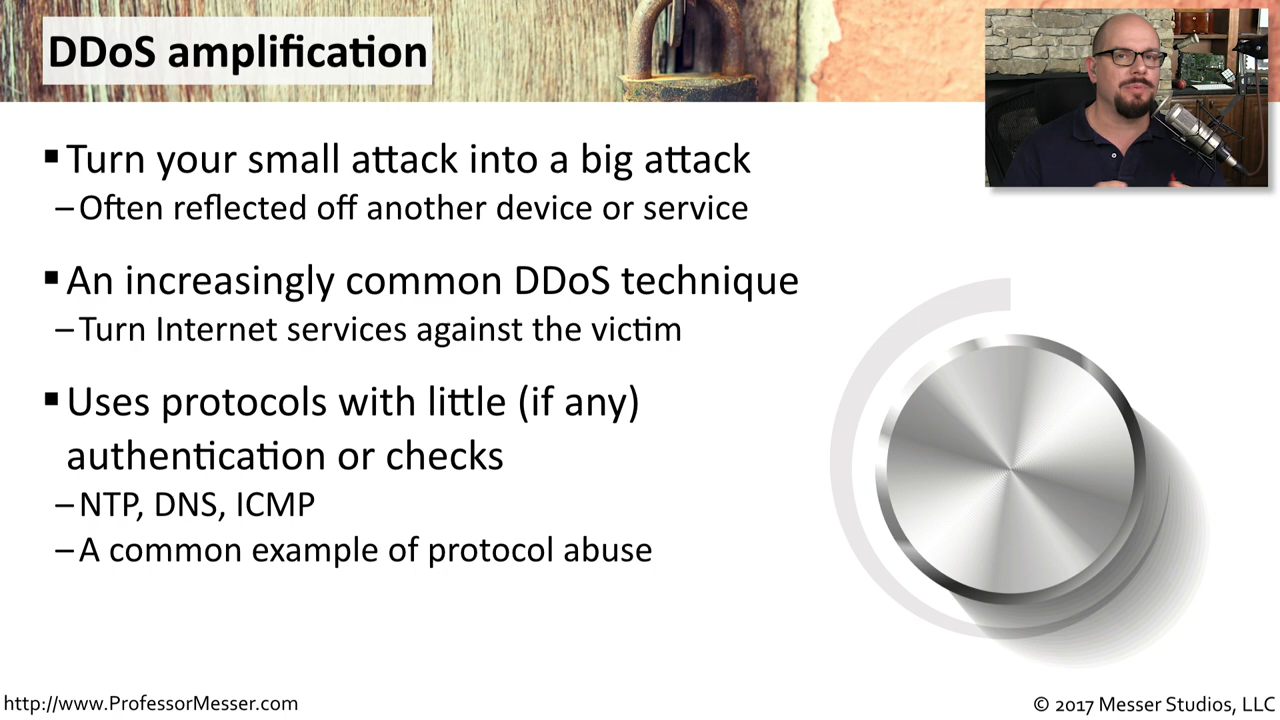 DDoS amplification
▪ Turn your small attack into a big attack
– Often reflected off another device or service
▪ An increasingly common DDoS technique
– Turn Internet services against the victim
▪ Uses protocols with little (if any)
authentication or checks
– NTP, DNS, ICMP
– A common example of protocol abuse
http://www.ProfessorMesser.com
© 2017 Messer Studios, LLC